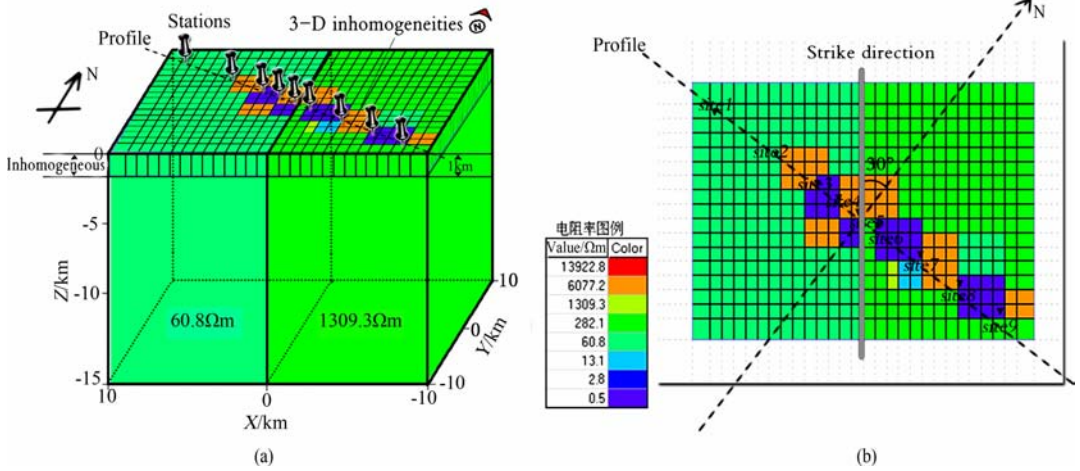 Stations
3-D inhomogeneities
N
Profile
N
0
Inhomogeneous
1km
-5
-10
-15
Z/km
60.8Ωm
1309.3Ωm
10
0
-10
Y/km
10
0
-10
X/km
(a)
Profile
Strike direction
N
site1
site2
site3
30°
site4
site5
site6
site7
site8
site9
电阻率图例
Value/Ωm Color
13922.8
6077.2
1309.3
282.1
60.8
13.1
2.8
0.5
(b)